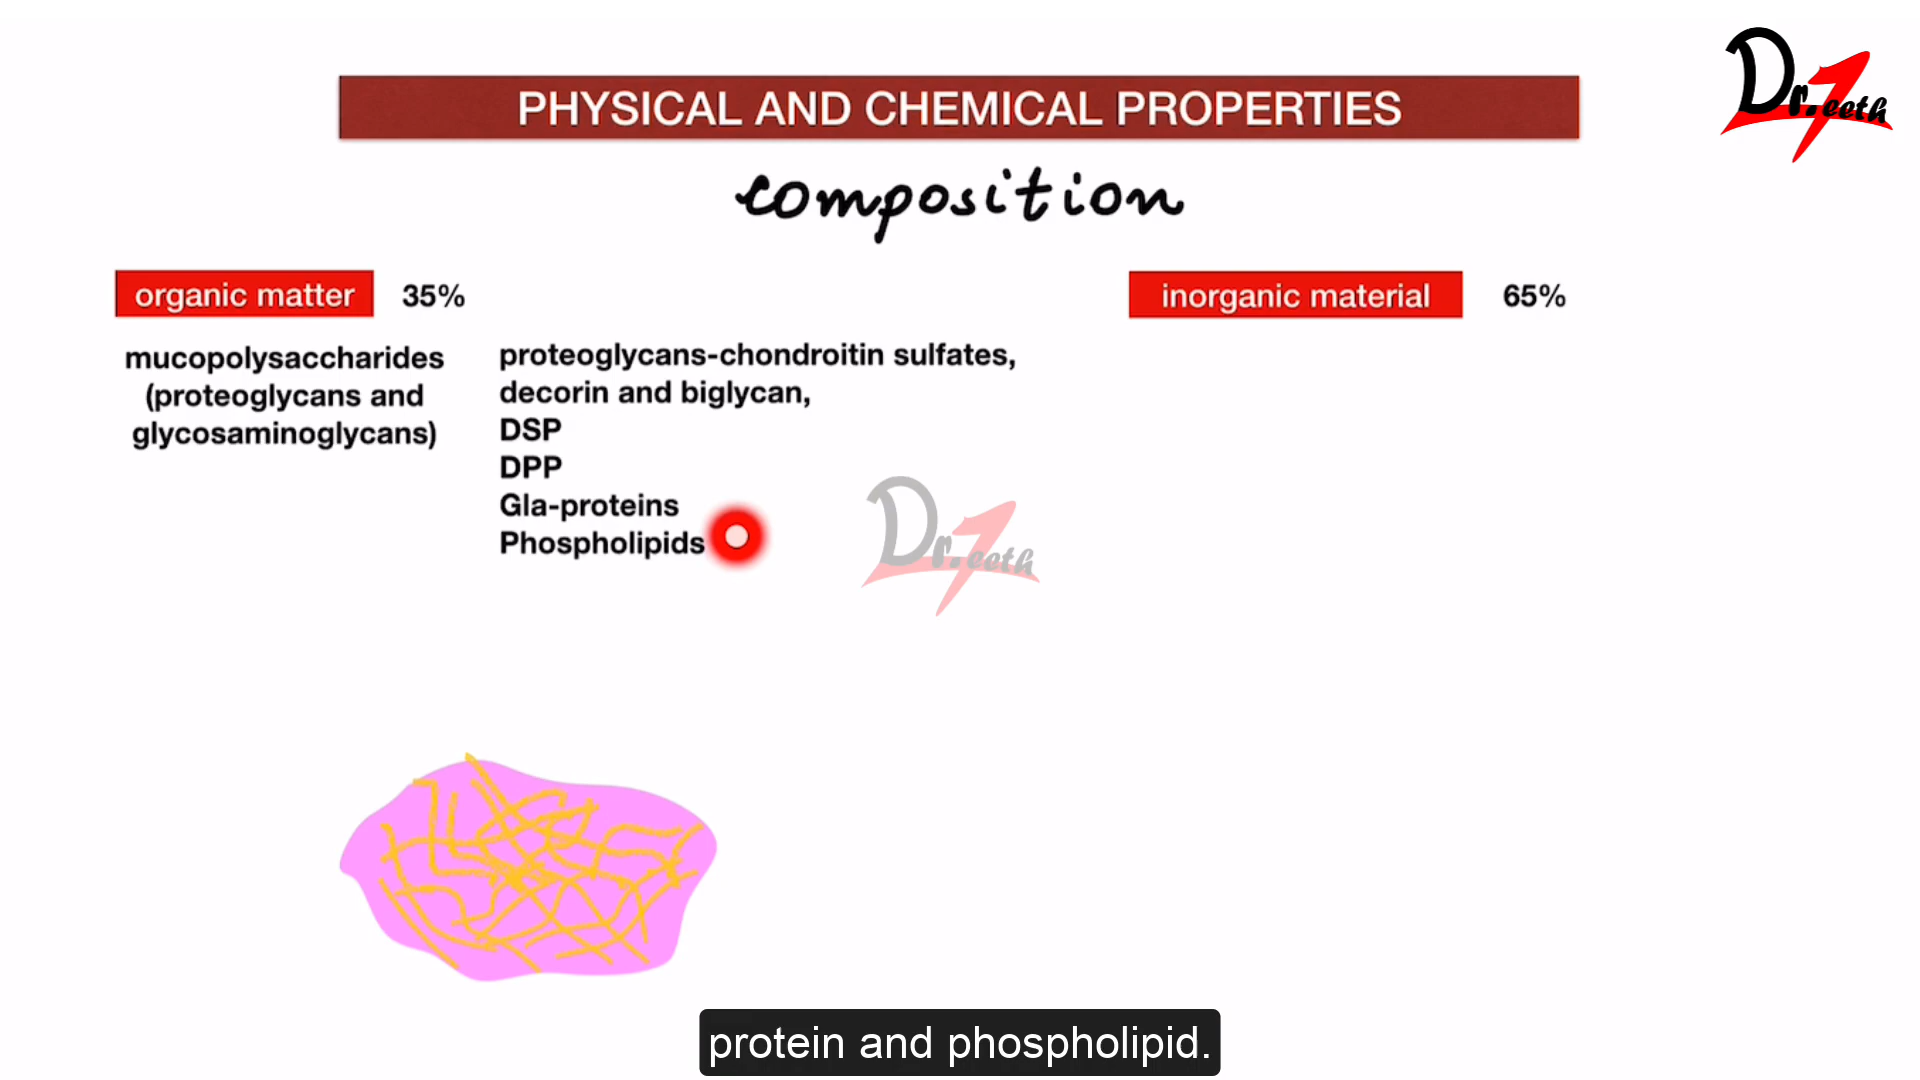 Dr.Teeth
PHYSICAL AND CHEMICAL PROPERTIES
composition
organic matter 35%
mucopolysaccharides
(proteoglycans and
glycosaminoglycans)
proteoglycans-chondroitin sulfates,
decorin and biglycan,
DSP
DPP
Gla-proteins
Phospholipids
inorganic material 65%
Dr.Teeth
protein and phospholipid.